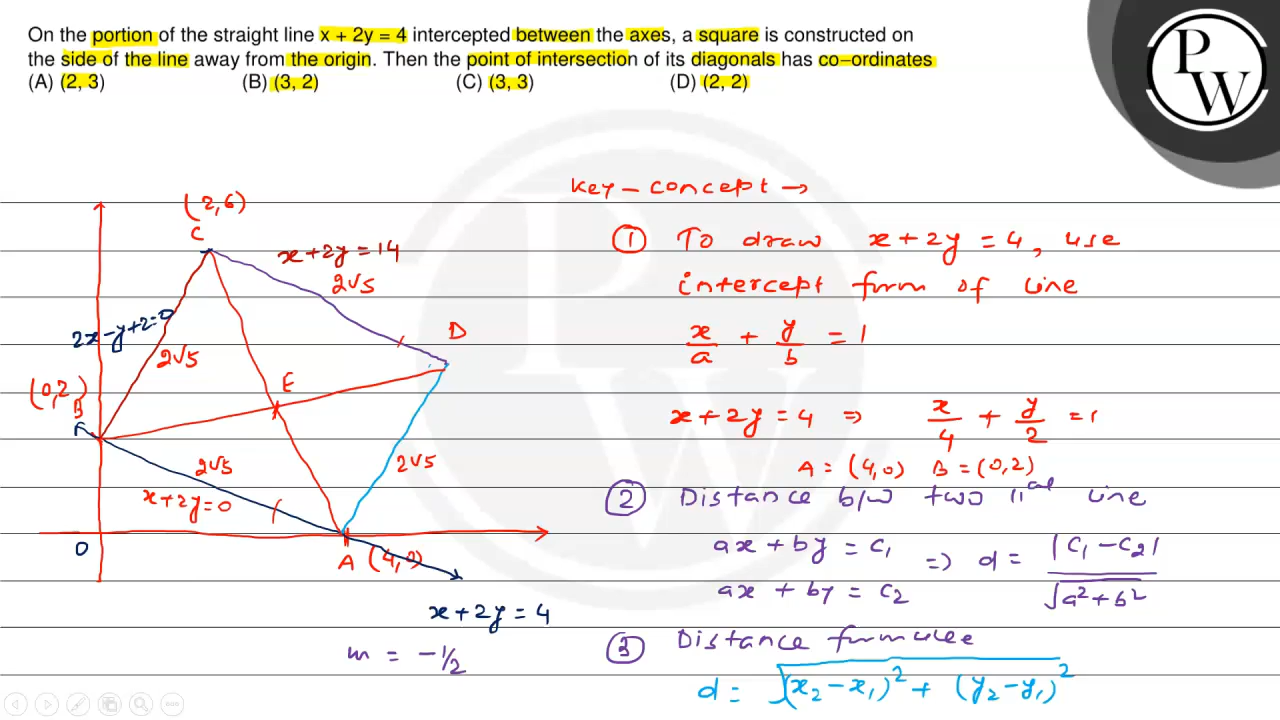 On the portion of the straight line x + 2y = 4 intercepted between the axes, a square is constructed on
the side of the line away from the origin. Then the point of intersection of its diagonals has co–ordinates
(A) (2, 3) (B) (3, 2) (C) (3, 3) (D) (2, 2)
P
W
Key – concept →
(2,6)
C
x+2y=14
2√5
① To draw x+2y=4, use
intercept form of line
x/a + y/b = 1
2x-y+2=0
2√5
D
E
(0,2)
B
x+2y=4 ⇒ x/4 + y/2 = 1
A = (4,0) B = (0,2)
2√5
2√5
x+2y=0
② Distance b/w two 11al line
ax+by=c₁
ax+by=c₂
=> d = |c₁-c₂|/√a²+b²
O
A (4,0)
x+2y=4
m = -1/2
③ Distance formulee
d = √(x₂-x₁)²+(y₂-y₁)²